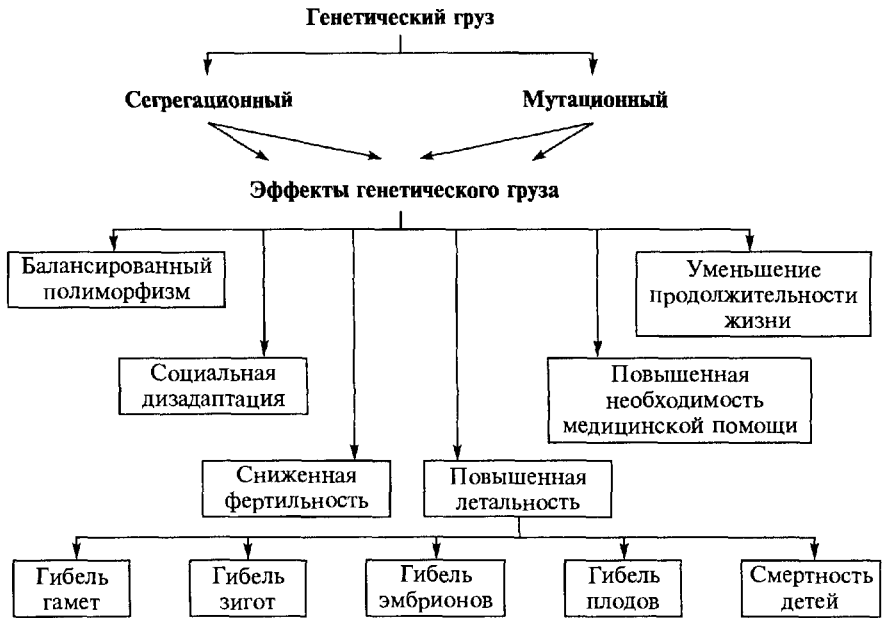 Генетический груз
Сегрегационный
Мутационный
Эффекты генетического груза
Балансированный
полиморфизм
Уменьшение
продолжительности
жизни
Социальная
дизадаптация
Повышенная
необходимость
медицинской помощи
Сниженная
фертильность
Повышенная
летальность
Гибель
гамет
Гибель
зигот
Гибель
эмбрионов
Гибель
плодов
Смертность
детей